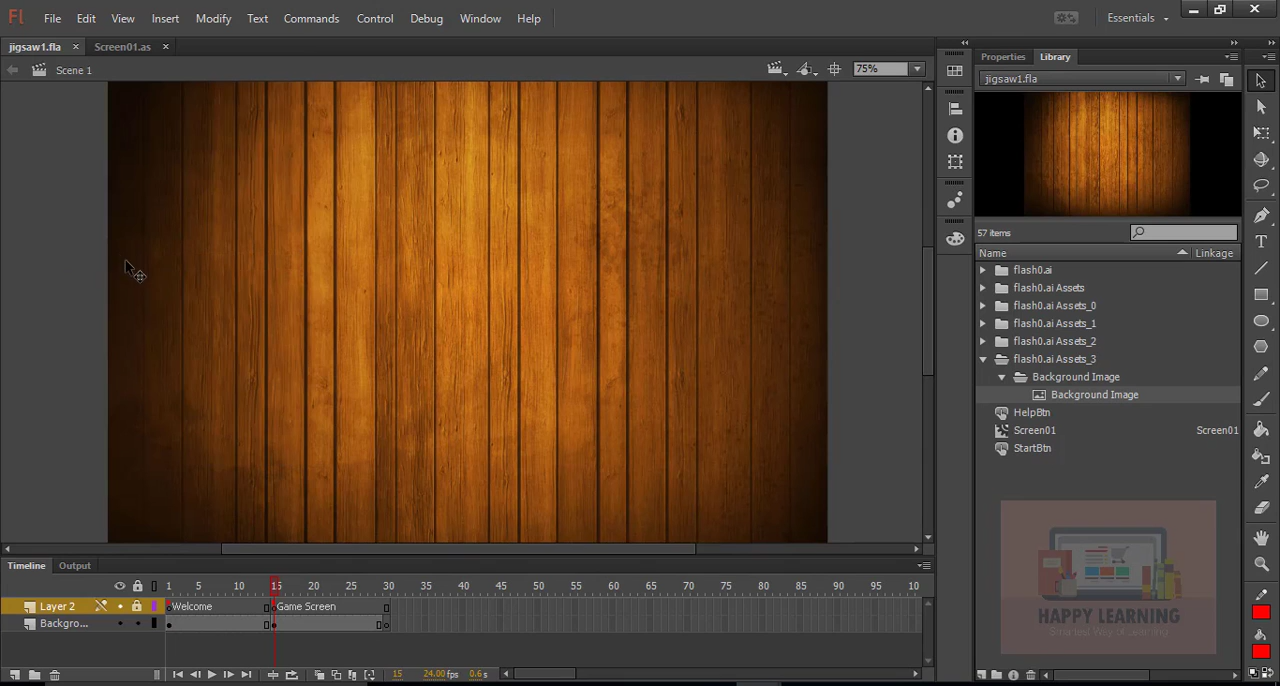 Fl File Edit View Insert Modify Text Commands Control Debug Window Help Essentials
jigsaw1.fla × Screen01.as ×
Scene 1 75%
Properties Library
jigsaw1.fla
57 items
Name Linkage
flash0.ai
flash0.ai Assets
flash0.ai Assets_0
flash0.ai Assets_1
flash0.ai Assets_2
flash0.ai Assets_3
Background Image
Background Image
HelpBtn
Screen01 Screen01
StartBtn
HAPPY LEARNING
Smartest Way of Learning
Timeline Output
1 5 10 15 20 25 30 35 40 45 50 55 60 65 70 75 80 85 90 95 10
Layer 2 Welcome Game Screen
Backgro...
15 24.00 fps 0.6 s